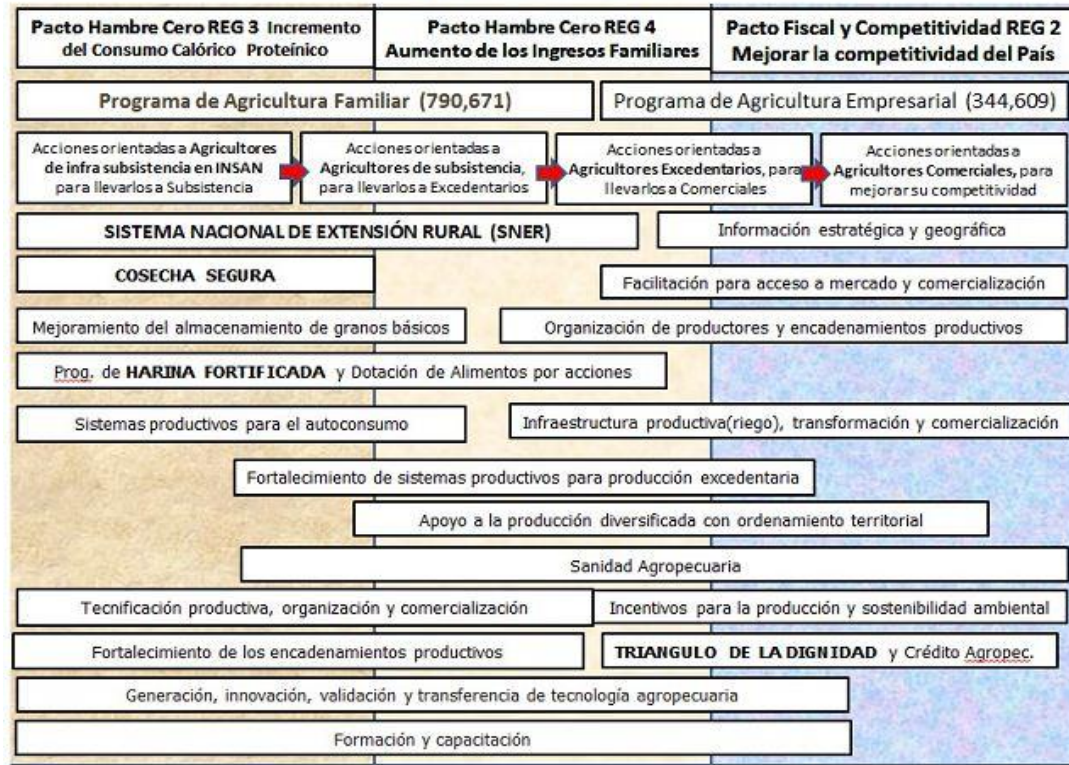 Pacto Hambre Cero REG 3 Incremento
del Consumo Calórico Proteínico
Pacto Hambre Cero REG 4
Aumento de los Ingresos Familiares
Pacto Fiscal y Competitividad REG 2
Mejorar la competitividad del País
Programa de Agricultura Familiar (790,671)
Programa de Agricultura Empresarial (344,609)
Acciones orientadas a Agricultores
de infra subsistencia en INSAN
para llevarlos a Subsistencia
Acciones orientadas a
Agricultores de subsistencia,
para llevarlos a Excedentarios
Acciones orientadas a
Agricultores Excedentarios, para
llevarlos a Comerciales
Acciones orientadas a
Agricultores Comerciales, para
mejorar su competitividad
SISTEMA NACIONAL DE EXTENSIÓN RURAL (SNER)
Información estratégica y geográfica
COSECHA SEGURA
Facilitación para acceso a mercado y comercialización
Mejoramiento del almacenamiento de granos básicos
Organización de productores y encadenamientos productivos
Prog. de HARINA FORTIFICADA y Dotación de Alimentos por acciones
Sistemas productivos para el autoconsumo
Infraestructura productiva(riego), transformación y comercialización
Fortalecimiento de sistemas productivos para producción excedentaria
Apoyo a la producción diversificada con ordenamiento territorial
Sanidad Agropecuaria
Tecnificación productiva, organización y comercialización
Incentivos para la producción y sostenibilidad ambiental
Fortalecimiento de los encadenamientos productivos
TRIANGULO DE LA DIGNIDAD y Crédito Agropec.
Generación, innovación, validación y transferencia de tecnología agropecuaria
Formación y capacitación